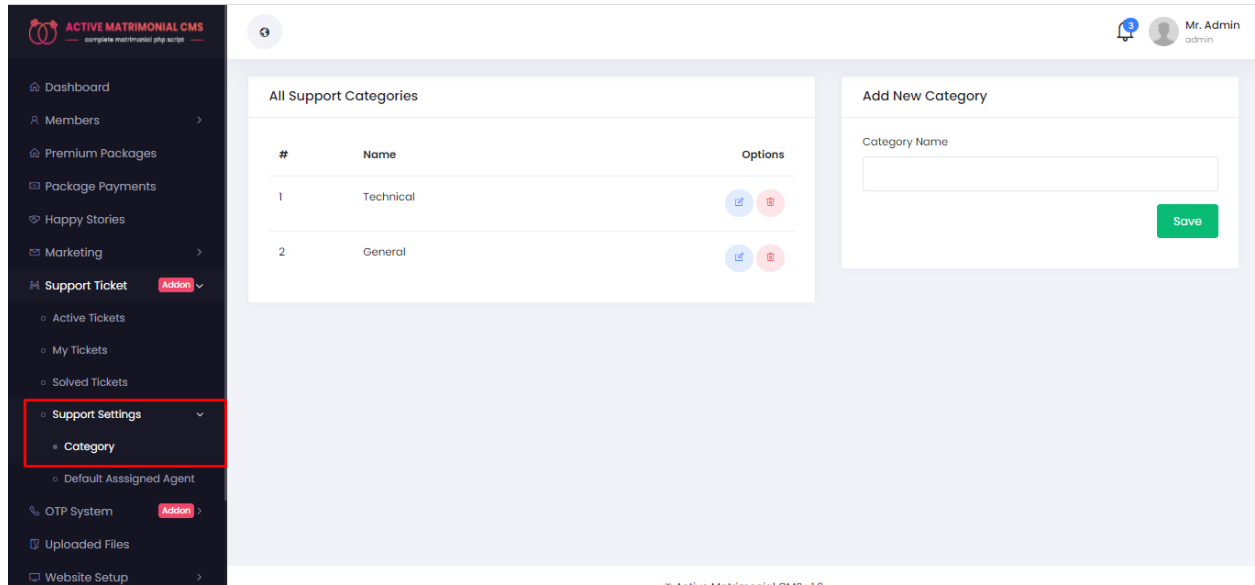 ACTIVE MATRIMONIAL CMS
complete matrimonial php script
3
Mr. Admin
admin
Dashboard
Members
Premium Packages
Package Payments
Happy Stories
Marketing
Support Ticket Addon
Active Tickets
My Tickets
Solved Tickets
Support Settings
Category
Default Asssigned Agent
OTP System Addon
Uploaded Files
Website Setup
All Support Categories
# Name Options
1 Technical
2 General
Add New Category
Category Name
Save